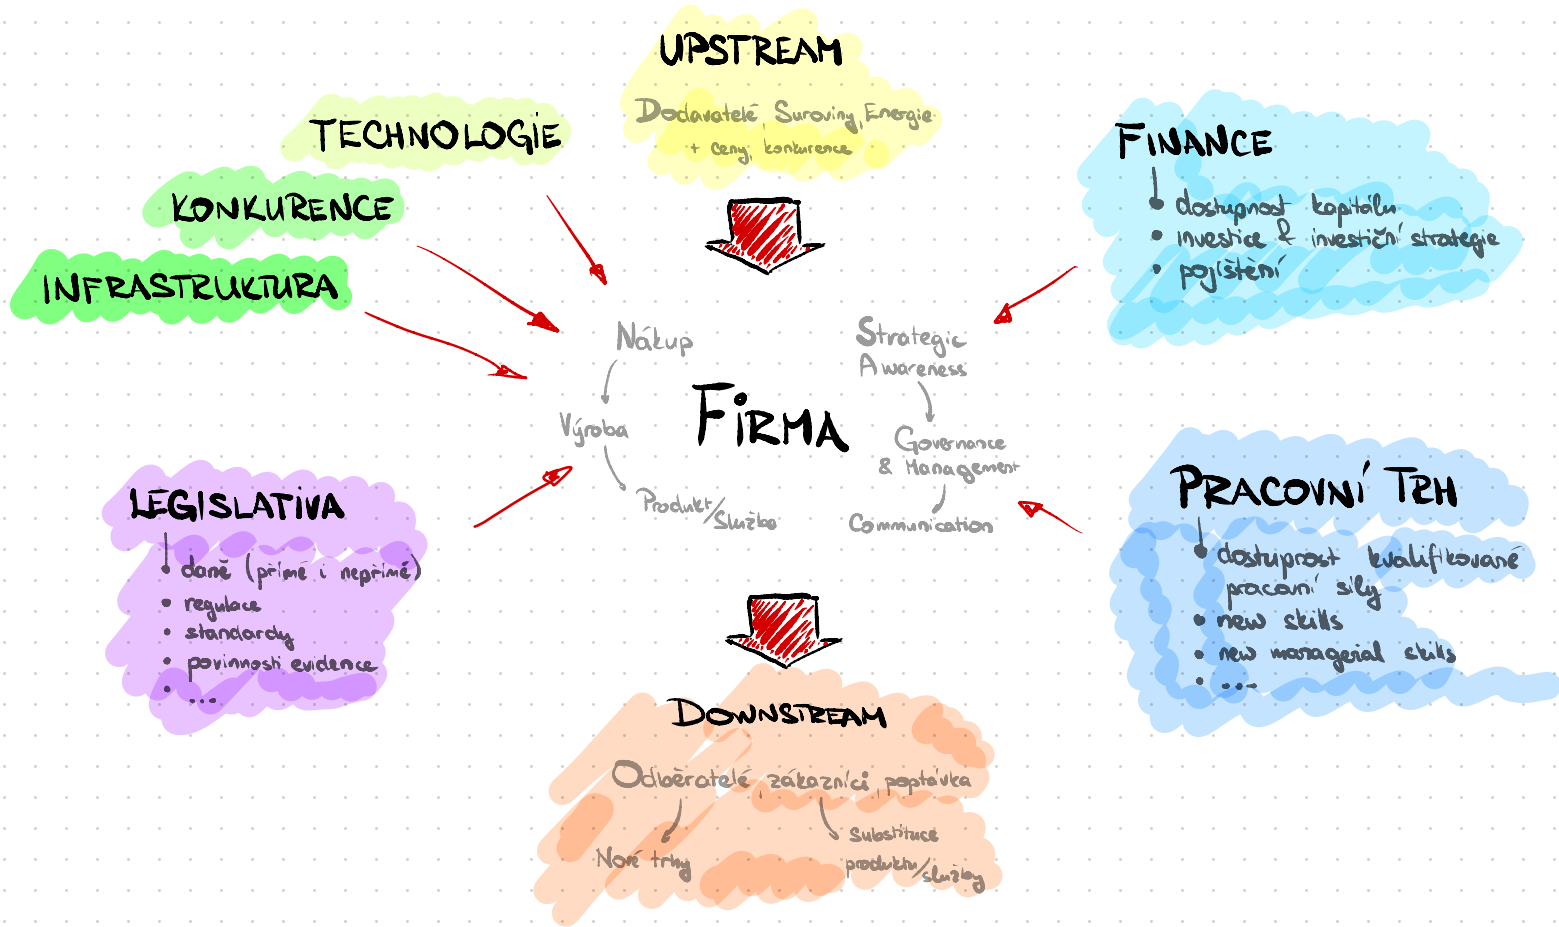 UPSTREAM
Dodavatelé, Suroviny, Energie
+ ceny, konkurence
TECHNOLOGIE
KONKURENCE
INFRASTRUKTURA
FINANCE
• dostupnost kapitálu
• investice & investiční strategie
• pojištění
Nákup
Výroba
Produkt/Služba
FIRMA
Strategic
Awareness
Governance
& Management
Communication
LEGISLATIVA
• daně (přímé i nepřímé)
• regulace
• standardy
• povinnosti evidence
• ...
PRACOVNÍ TRH
• dostupnost kvalifikované
pracovní síly
• new skills
• new managerial skills
• ...
DOWNSTREAM
Odběratelé, zákazníci, poptávka
Nové trhy
Substituce
produktu/služby